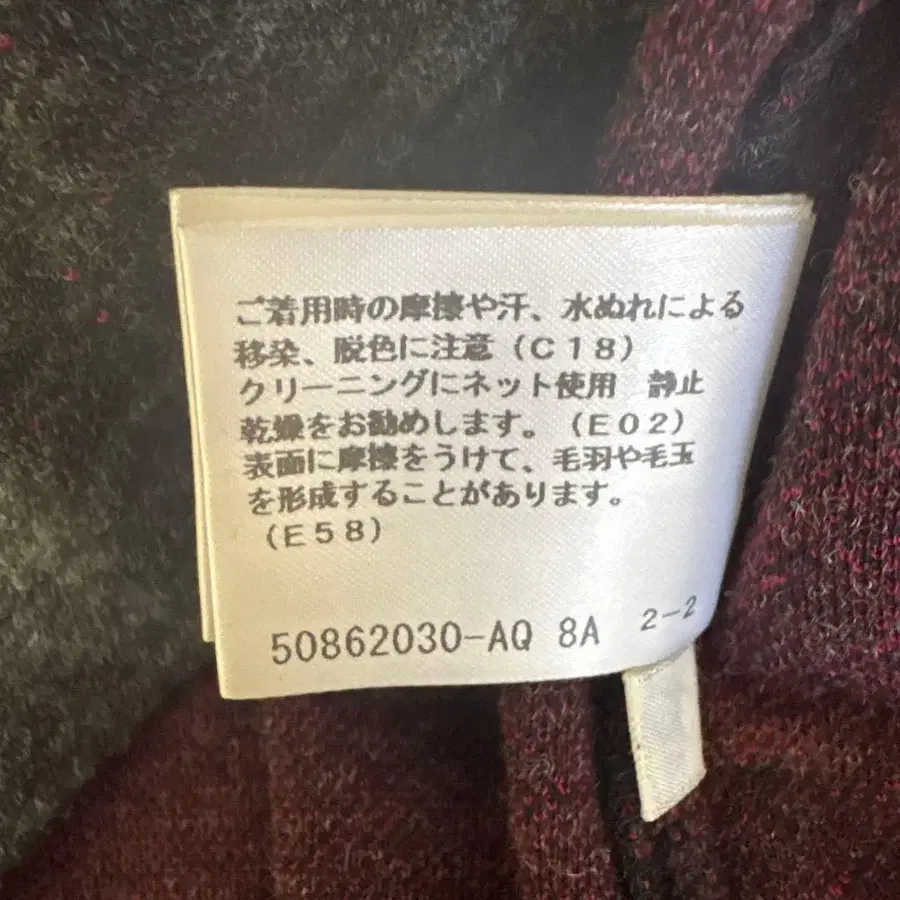 ご着用時の摩擦や汗、水ぬれによる
移染、脱色に注意（C18）
クリーニングにネット使用　静止
乾燥をお勧めします。（E02）
表面に摩擦をうけて、毛羽や毛玉
を形成することがあります。
（E58）
50862030-AQ 8A 2-2